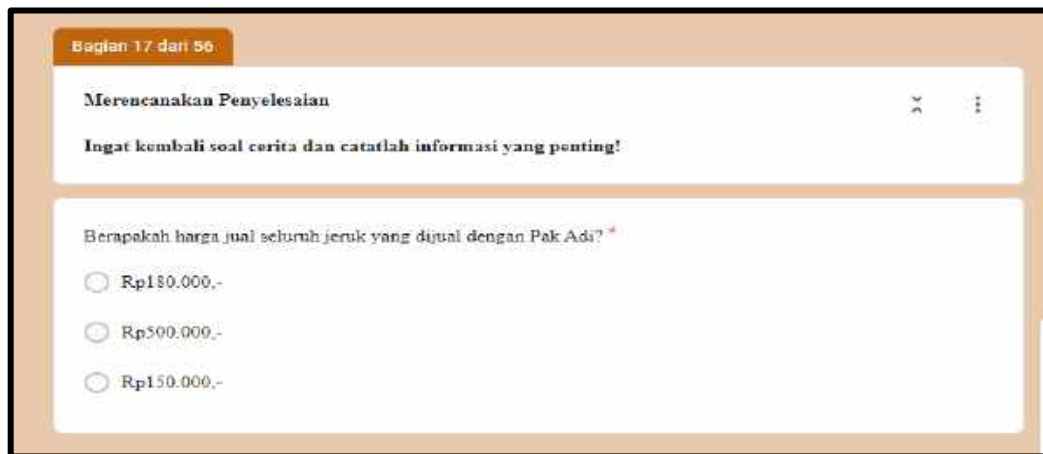 Bagian 17 dari 56
Merencanakan Penyelesaian
Ingat kembali soal cerita dan catatlah informasi yang penting!
Berapakah harga jual seluruh jeruk yang dijual dengan Pak Adi? *
Rp180.000,-
Rp500.000,-
Rp150.000,-